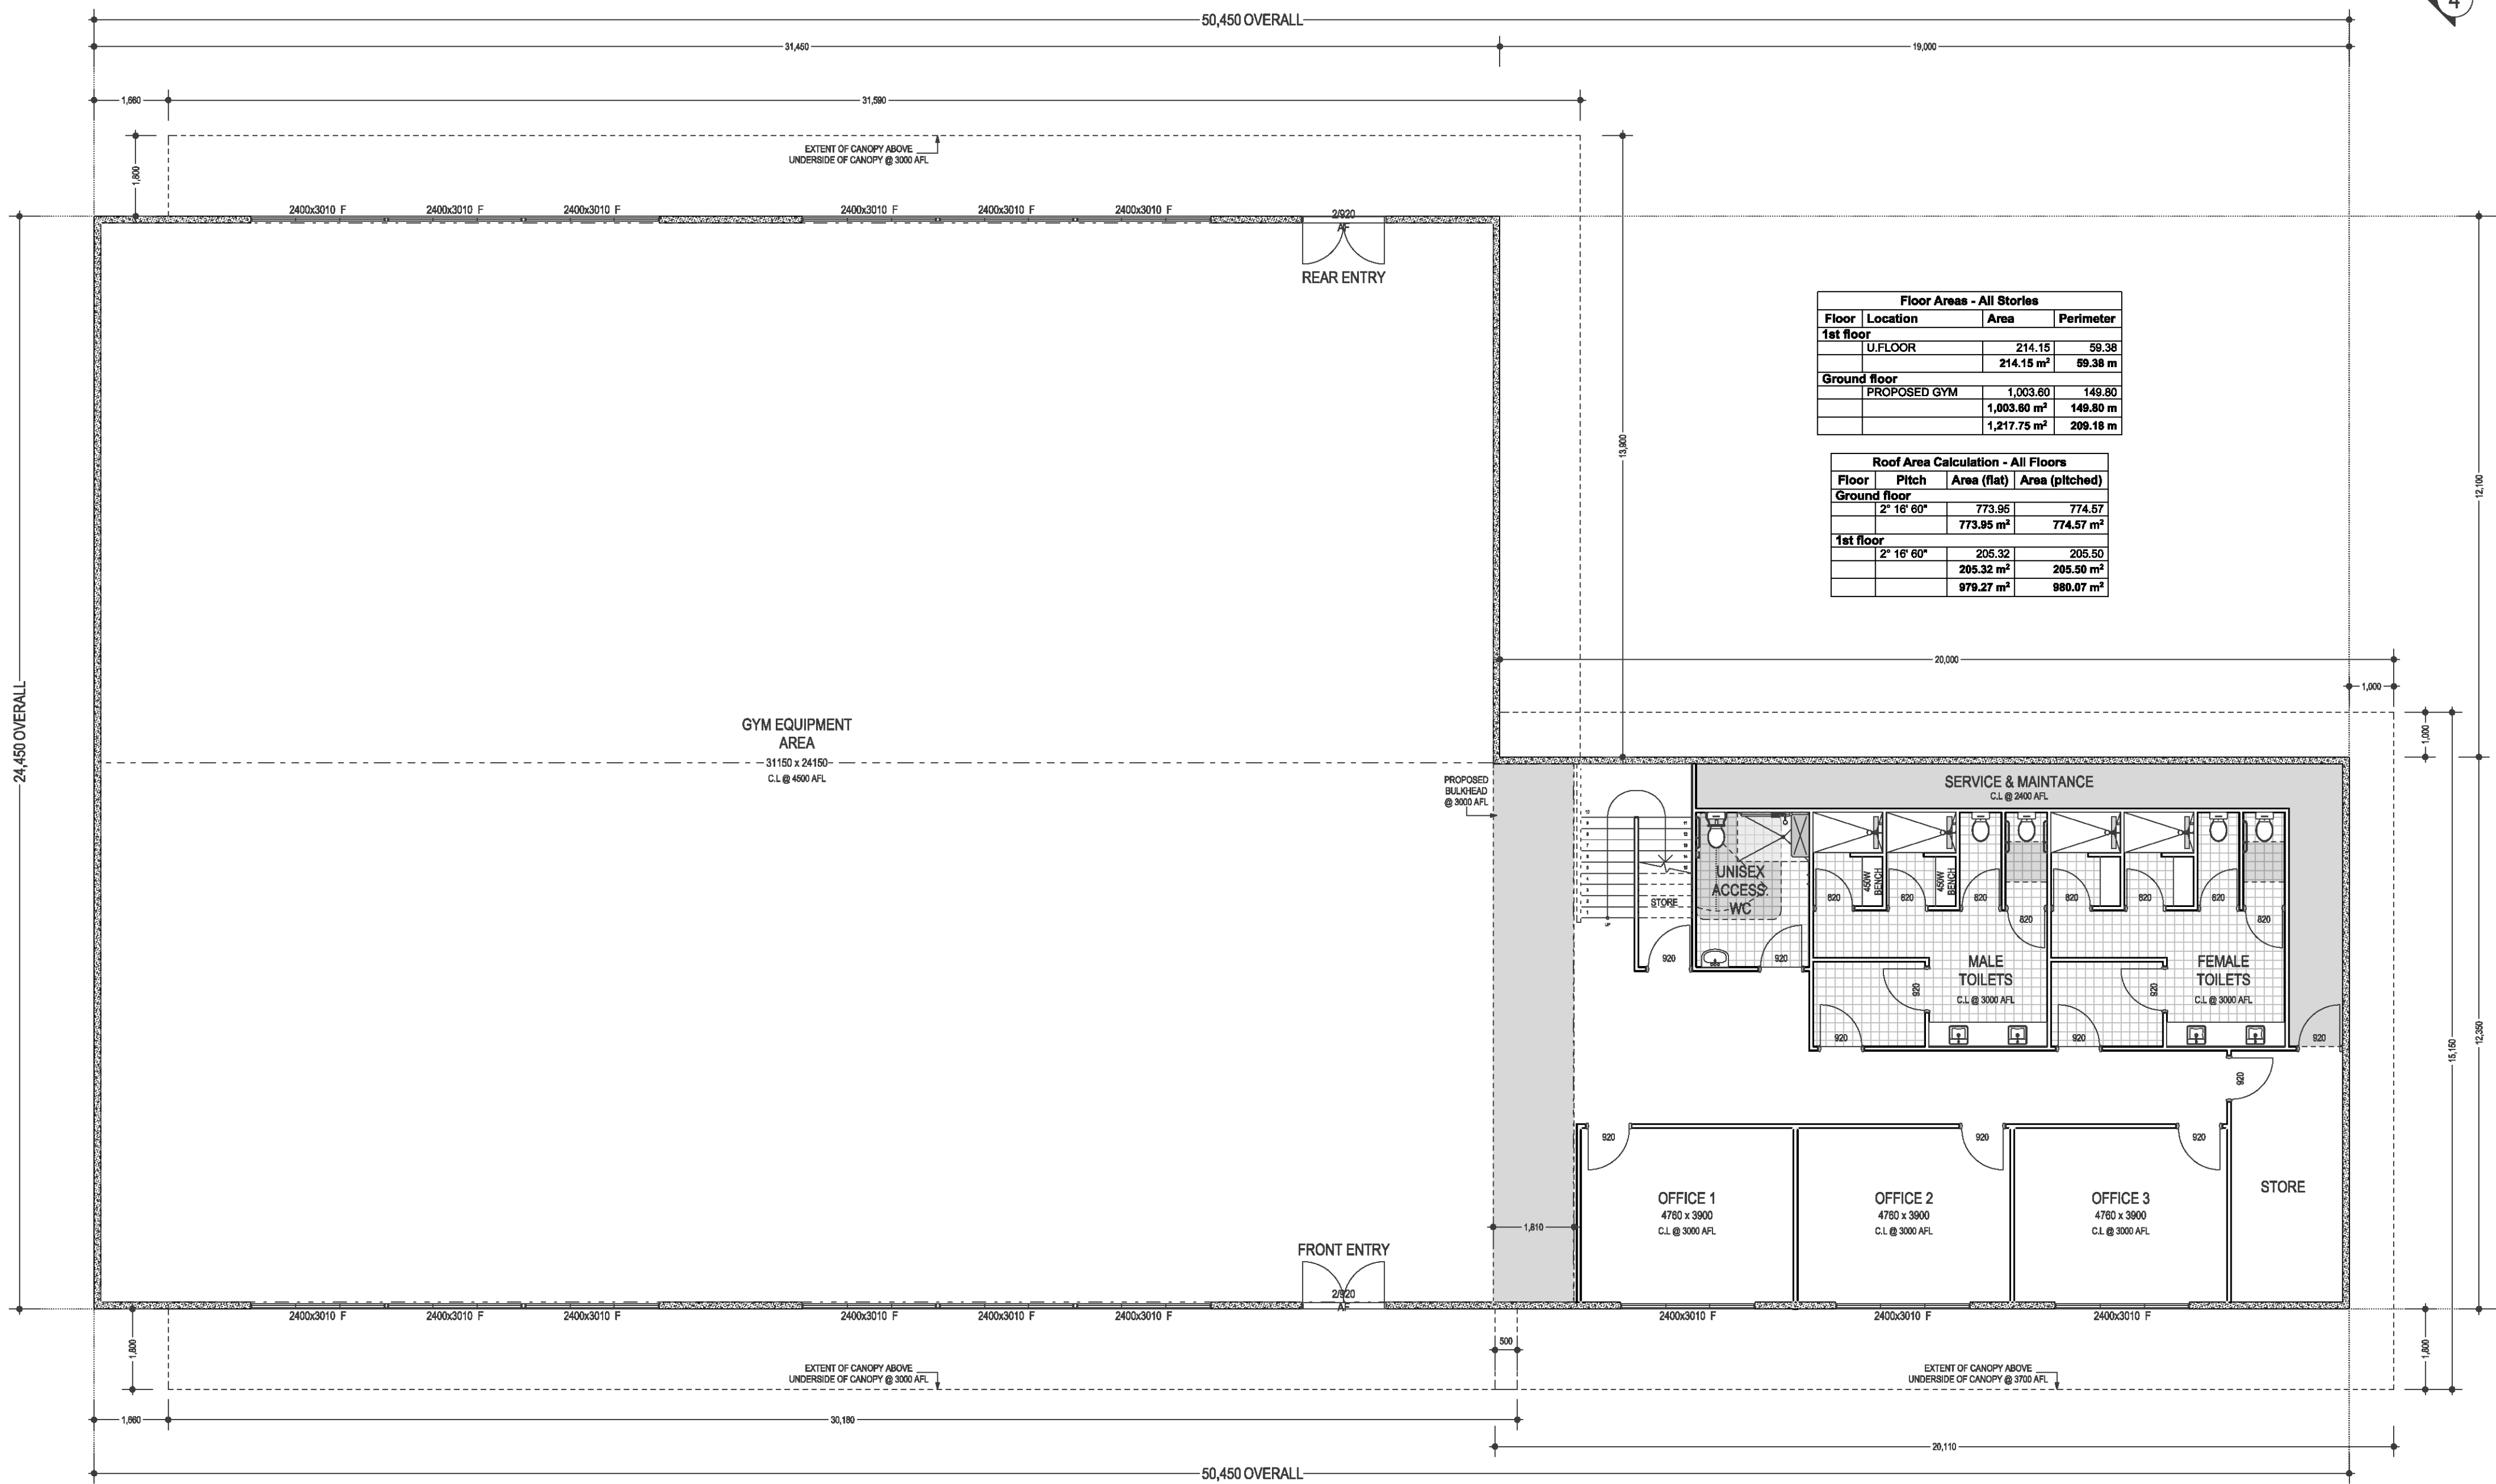 4
50,450 OVERALL
31,450
19,000
1,660
31,590
1,800
EXTENT OF CANOPY ABOVE
UNDERSIDE OF CANOPY @ 3000 AFL
2400x3010 F
2400x3010 F
2400x3010 F
2400x3010 F
2400x3010 F
2400x3010 F
2/920
AF
REAR ENTRY
Floor Areas - All Stories
Floor Location Area Perimeter
1st floor
U.FLOOR 214.15 59.38
214.15 m² 59.38 m
Ground floor
PROPOSED GYM 1,003.60 149.80
1,003.60 m² 149.80 m
1,217.75 m² 209.18 m
13,900
Roof Area Calculation - All Floors
Floor Pitch Area (flat) Area (pitched)
Ground floor
2° 16' 60" 773.95 774.57
773.95 m² 774.57 m²
1st floor
2° 16' 60" 205.32 205.50
205.32 m² 205.50 m²
979.27 m² 980.07 m²
12,100
20,000
1,000
1,000
24,450 OVERALL
GYM EQUIPMENT
AREA
31150 x 24150
C.L @ 4500 AFL
PROPOSED
BULKHEAD
@ 3000 AFL
SERVICE & MAINTANCE
C.L @ 2400 AFL
UNISEX
ACCESS.
WC
STORE
450W
BENCH
450W
BENCH
820
820
820
820
820
820
820
820
920
920
MALE
TOILETS
C.L @ 3000 AFL
920
FEMALE
TOILETS
C.L @ 3000 AFL
920
920
920
920
920
15,150
12,350
920
920
920
OFFICE 1
4760 x 3900
C.L @ 3000 AFL
OFFICE 2
4760 x 3900
C.L @ 3000 AFL
OFFICE 3
4760 x 3900
C.L @ 3000 AFL
STORE
1,810
FRONT ENTRY
2/920
AF
2400x3010 F
2400x3010 F
2400x3010 F
2400x3010 F
2400x3010 F
2400x3010 F
2400x3010 F
2400x3010 F
2400x3010 F
1,800
500
1,800
EXTENT OF CANOPY ABOVE
UNDERSIDE OF CANOPY @ 3000 AFL
EXTENT OF CANOPY ABOVE
UNDERSIDE OF CANOPY @ 3700 AFL
1,660
30,180
20,110
50,450 OVERALL